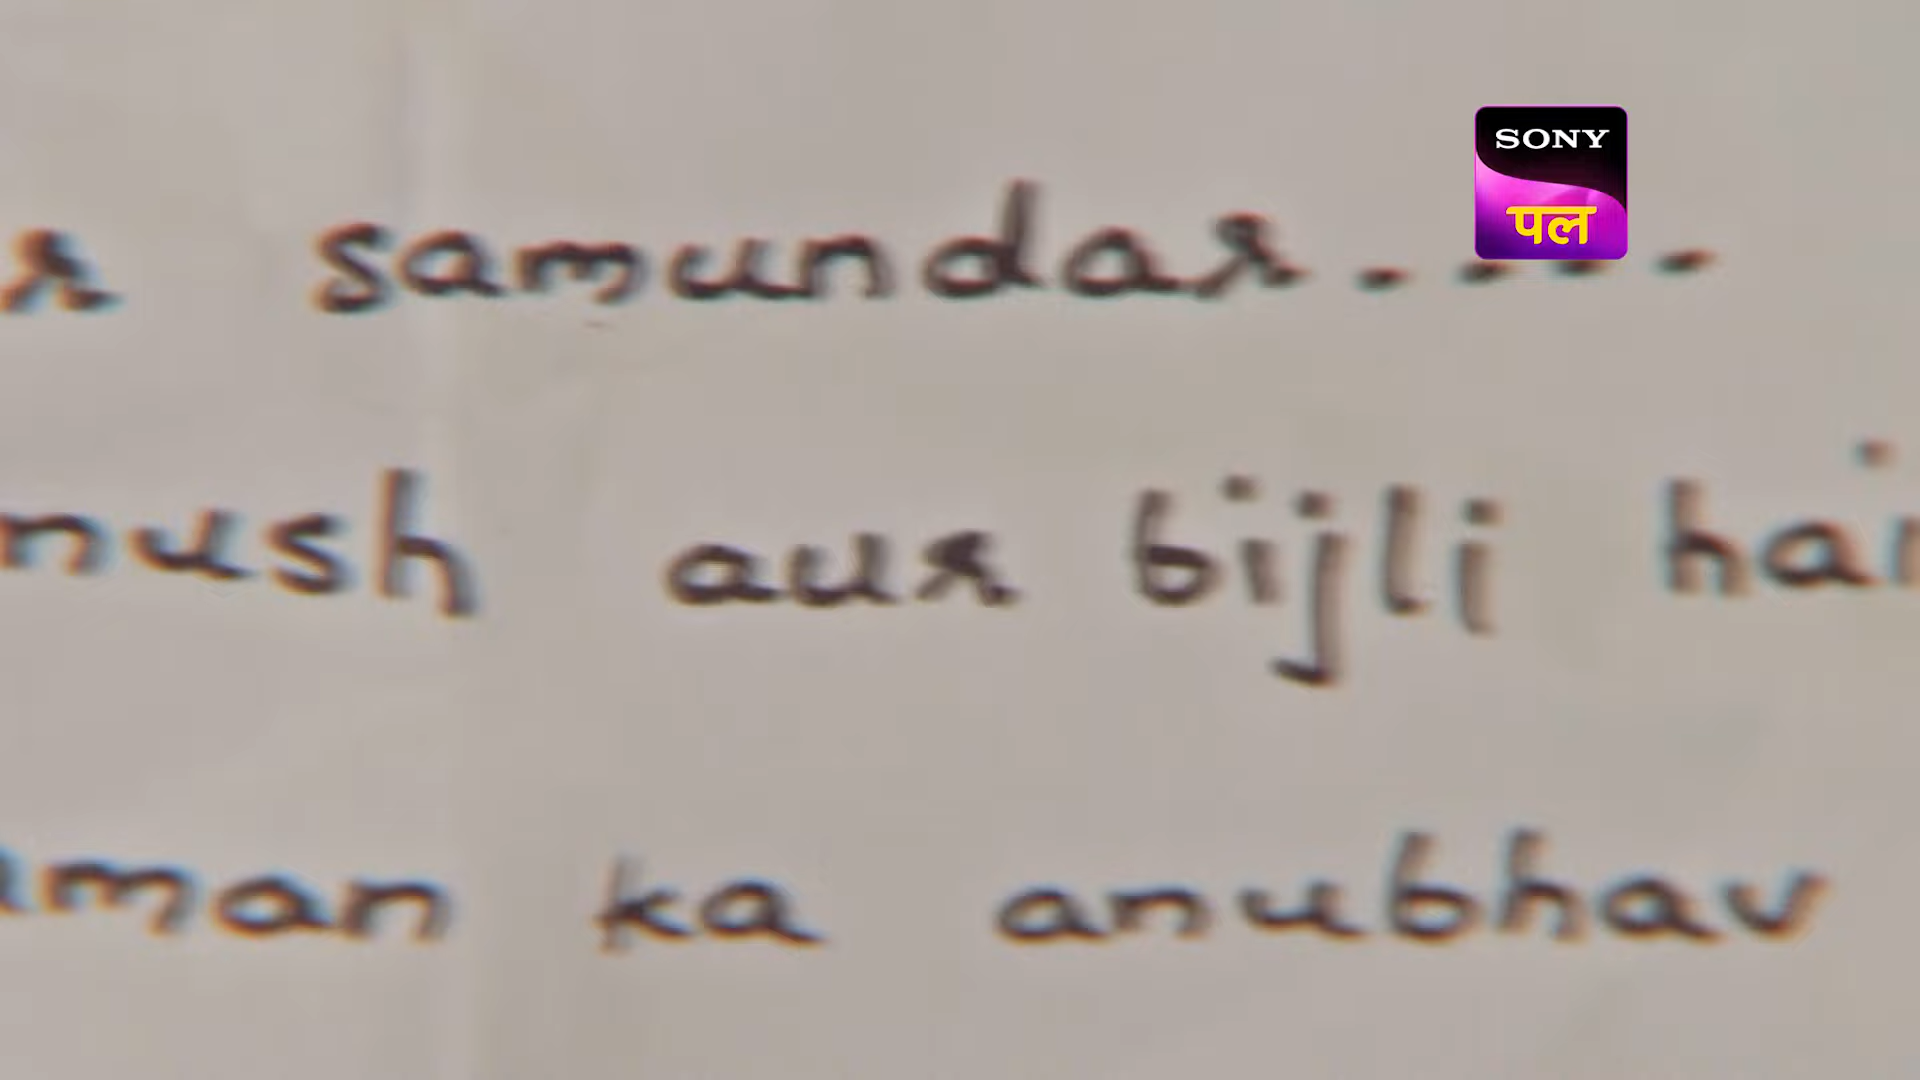 SONY
पल
r samundar.....
nush aur bijli hai
aman ka anubhav